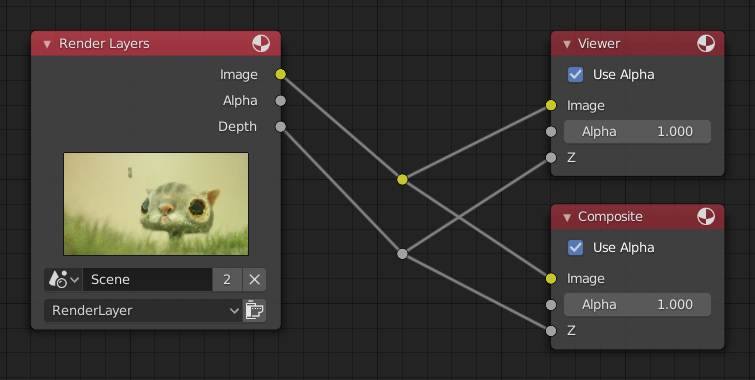 Render Layers
Image
Alpha
Depth
Scene 2
RenderLayer
Viewer
Use Alpha
Image
Alpha 1.000
Z
Composite
Use Alpha
Image
Alpha 1.000
Z